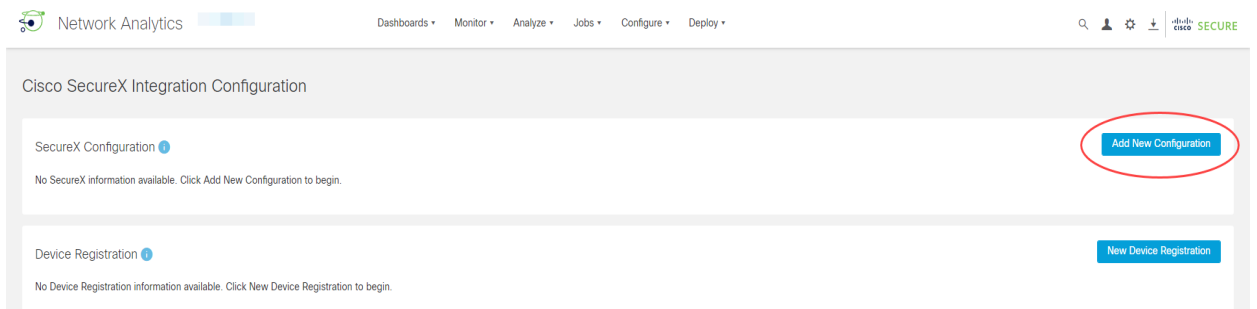 Network Analytics
Dashboards ▾ Monitor ▾ Analyze ▾ Jobs ▾ Configure ▾ Deploy ▾
cisco SECURE
Cisco SecureX Integration Configuration
SecureX Configuration i
Add New Configuration
No SecureX information available. Click Add New Configuration to begin.
Device Registration i
New Device Registration
No Device Registration information available. Click New Device Registration to begin.